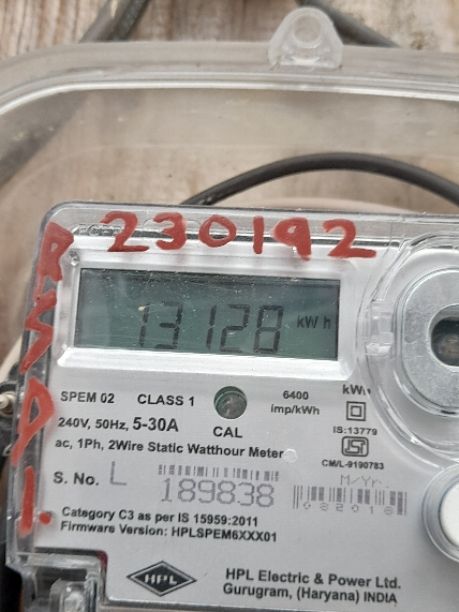 230192
13128 kWh
SPEM 02 CLASS 1 6400 imp/kWh kWh
240V, 50Hz, 5-30A CAL IS:13779
ac, 1Ph, 2Wire Static Watthour Meter
CM/L-9190783
S. No. L 189838 M/Yr.
082018
Category C3 as per IS 15959:2011
Firmware Version: HPLSPEM6XXX01
HPL
HPL Electric & Power Ltd.
Gurugram, (Haryana) INDIA